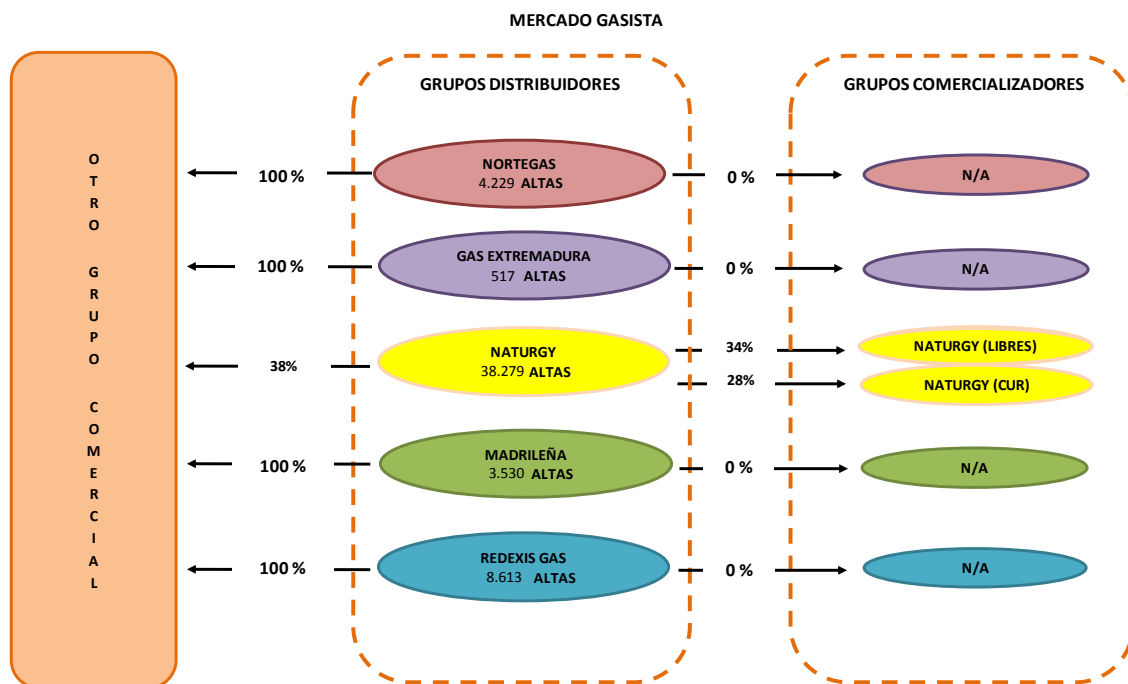 MERCADO GASISTA
GRUPOS DISTRIBUIDORES
GRUPOS COMERCIALIZADORES
O
T
R
O
G
R
U
P
O
C
O
M
E
R
C
I
A
L
100 %
NORTEGAS
4.229 ALTAS
0 %
N/A
100 %
GAS EXTREMADURA
517 ALTAS
0 %
N/A
38%
NATURGY
38.279 ALTAS
34%
NATURGY (LIBRES)
28%
NATURGY (CUR)
100 %
MADRILEÑA
3.530 ALTAS
0 %
N/A
100 %
REDEXIS GAS
8.613 ALTAS
0 %
N/A